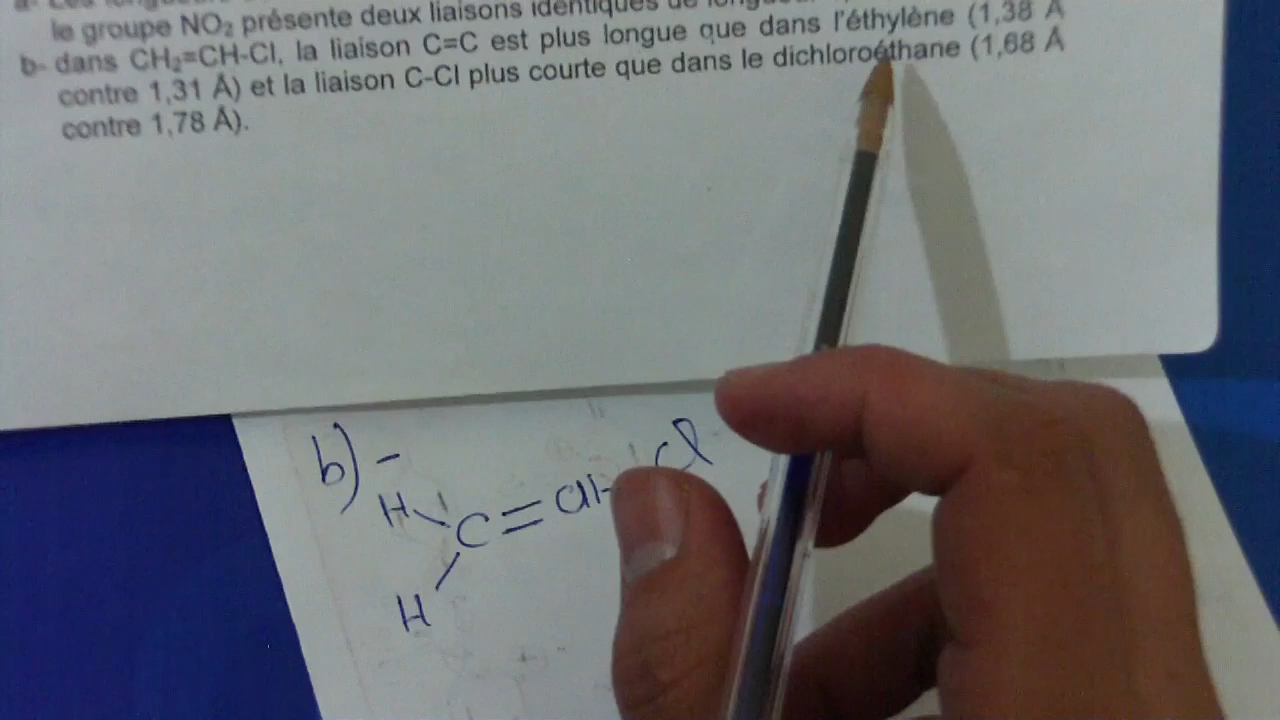 le groupe NO₂ présente deux liaisons identiques de
b- dans CH₂=CH-Cl, la liaison C=C est plus longue que dans l'éthylène (1,38 Å
contre 1,31 Å) et la liaison C-Cl plus courte que dans le dichloroéthane (1,68 Å
contre 1,78 Å).
b) -
Cl
H C = CH
H